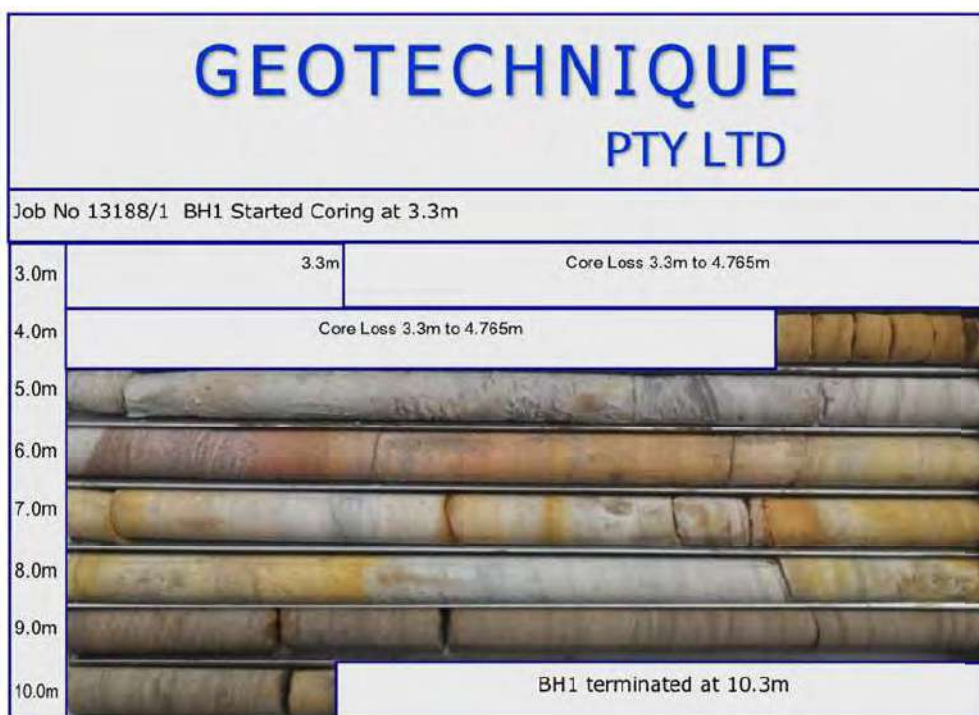 GEOTECHNIQUE
PTY LTD
Job No 13188/1 BH1 Started Coring at 3.3m
3.0m
3.3m
Core Loss 3.3m to 4.765m
4.0m
Core Loss 3.3m to 4.765m
5.0m
6.0m
7.0m
8.0m
9.0m
10.0m
BH1 terminated at 10.3m